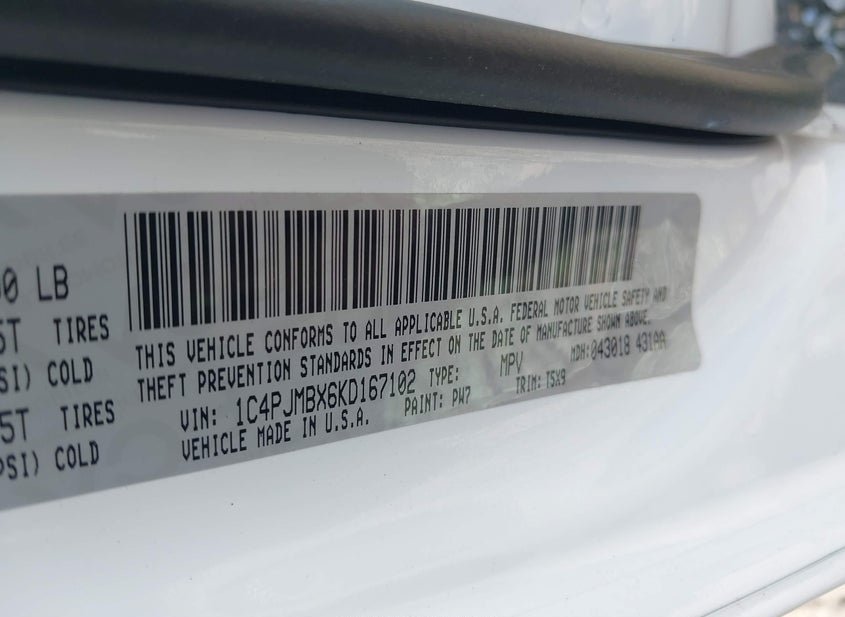 0 LB
5T TIRES
SI) COLD
5T TIRES
PSI) COLD
THIS VEHICLE CONFORMS TO ALL APPLICABLE U.S.A. FEDERAL MOTOR VEHICLE SAFETY AND
THEFT PREVENTION STANDARDS IN EFFECT ON THE DATE OF MANUFACTURE SHOWN ABOVE.
VIN: 1C4PJMBX6KD167102 TYPE: MPV MDH:043018 431AA
VEHICLE MADE IN U.S.A. PAINT: PW7 TRIM: T5X9